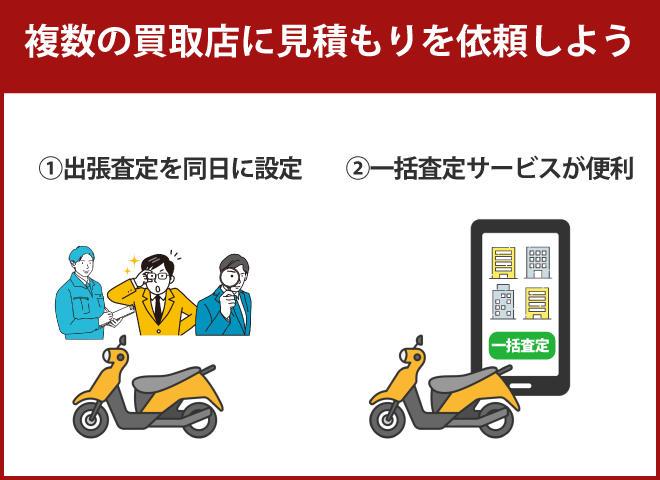 複数の買取店に見積もりを依頼しよう
①出張査定を同日に設定
②一括査定サービスが便利
一括査定